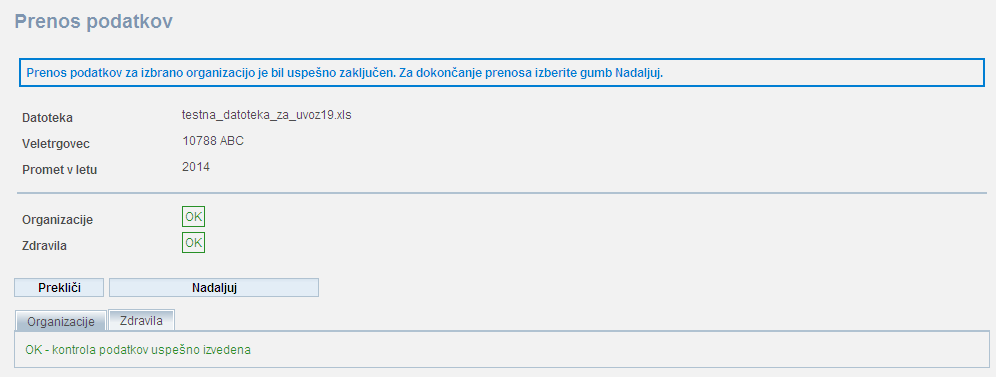 Prenos podatkov
Prenos podatkov za izbrano organizacijo je bil uspešno zaključen. Za dokončanje prenosa izberite gumb Nadaljuj.
Datoteka testna_datoteka_za_uvoz19.xls
Veletrgovec 10788 ABC
Promet v letu 2014
Organizacije OK
Zdravila OK
Prekliči Nadaljuj
Organizacije Zdravila
OK - kontrola podatkov uspešno izvedena